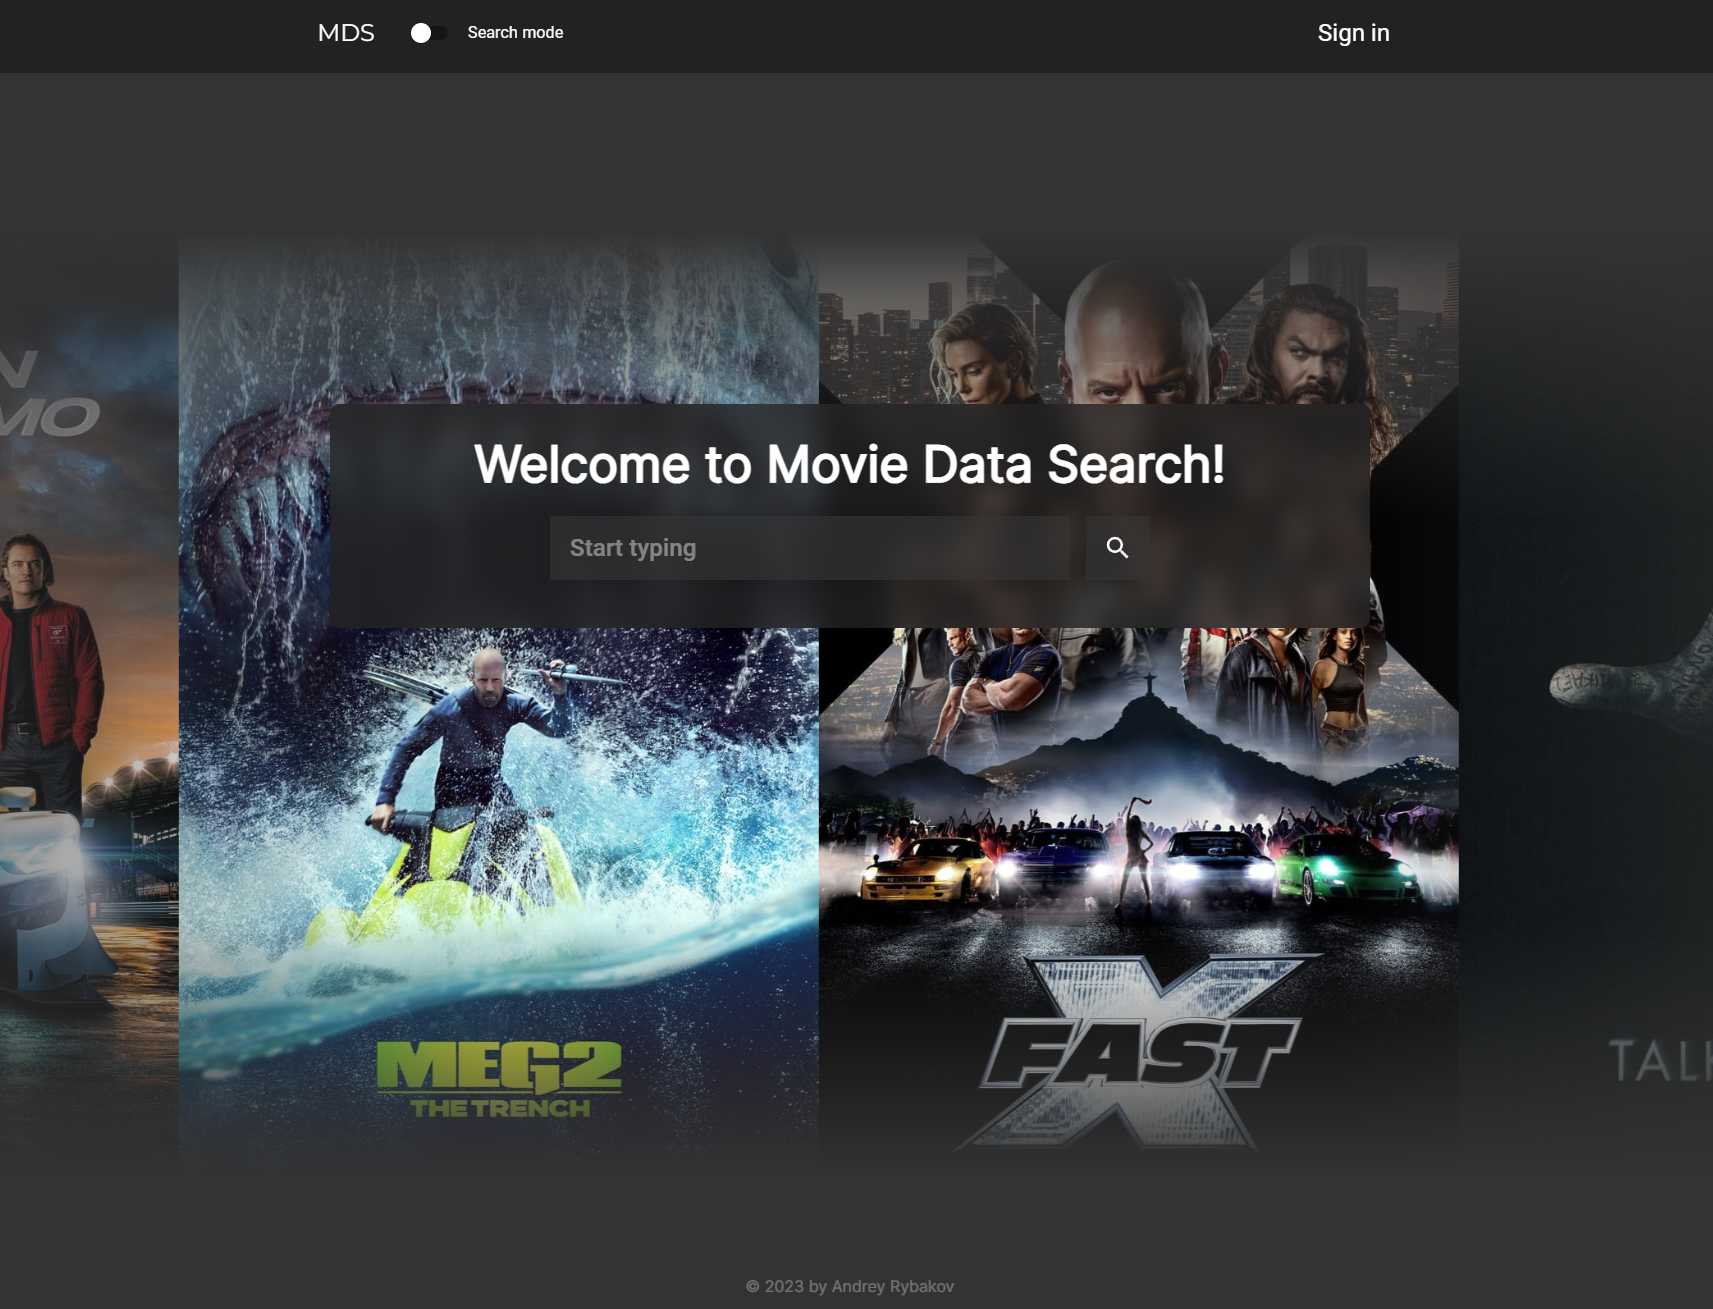 MDS
Search mode
Sign in
Welcome to Movie Data Search!
Start typing
MEG2
THE TRENCH
FAST
X
TALK
© 2023 by Andrey Rybakov